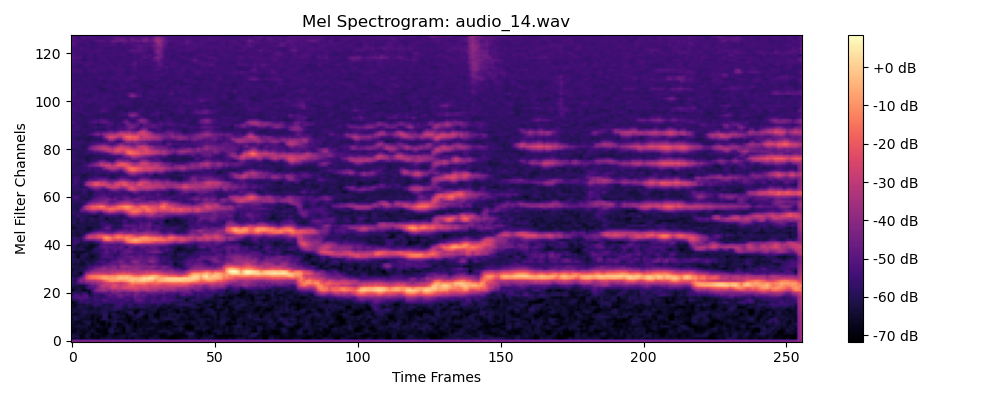 Mel Spectrogram: audio_14.wav
Mel Filter Channels
120
100
80
60
40
20
0
0 50 100 150 200 250
Time Frames
+0 dB
-10 dB
-20 dB
-30 dB
-40 dB
-50 dB
-60 dB
-70 dB